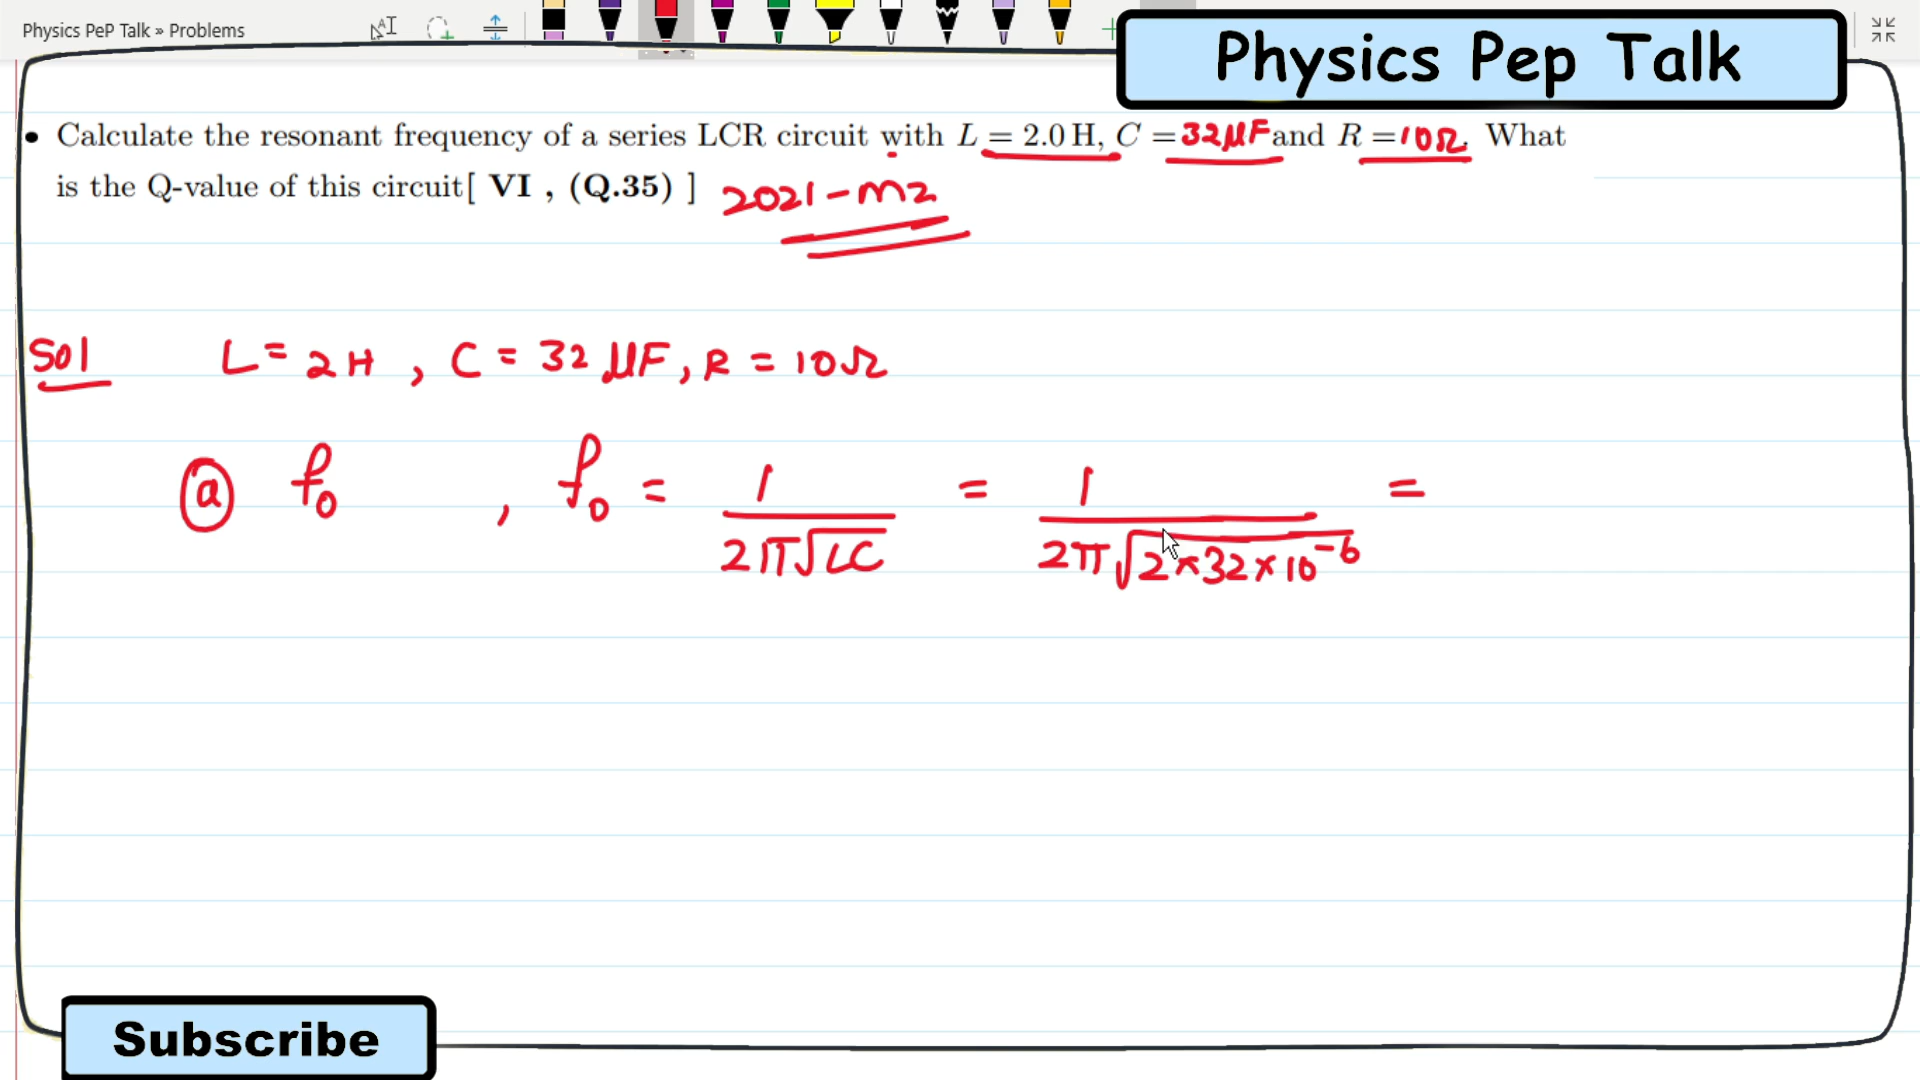 Physics PeP Talk » Problems
Physics Pep Talk
• Calculate the resonant frequency of a series LCR circuit with L = 2.0 H, C = 32μF and R = 10Ω. What
is the Q-value of this circuit[ VI , (Q.35) ] 2021 - m2
Sol L = 2H , C = 32 μF, R = 10Ω
ⓐ f₀ , f₀ = 1/(2π√LC) = 1/(2π√(2×32×10⁻⁶)) =
Subscribe